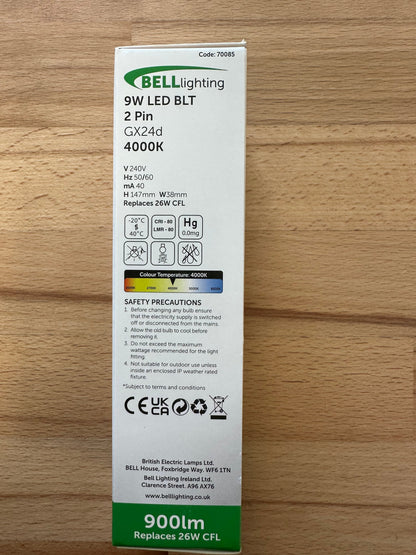 Code: 70085
BELLlighting
9W LED BLT
2 Pin
GX24d
4000K
V 240V
Hz 50/60
mA 40
H 147mm W38mm
Replaces 26W CFL
-20°C
40°C
CRI - 80
LMR - 80
Hg
0.0mg
Colour Temperature: 4000K
2700K 4000K 5000K 6500K
SAFETY PRECAUTIONS
1. Before changing any bulb ensure
that the electricity supply is switched
off or disconnected from the mains.
2. Allow the old bulb to cool before
removing it.
3. Do not exceed the maximum
wattage recommended for the light
fitting.
4. Not suitable for outdoor use unless
inside an enclosed IP weather rated
fixture.
*Subject to terms and conditions
CE UK CA
British Electric Lamps Ltd.
BELL House, Foxbridge Way. WF6 1TN
Bell Lighting Ireland Ltd.
Clarence Street. A96 AX76
www.belllighting.co.uk
900lm
Replaces 26W CFL